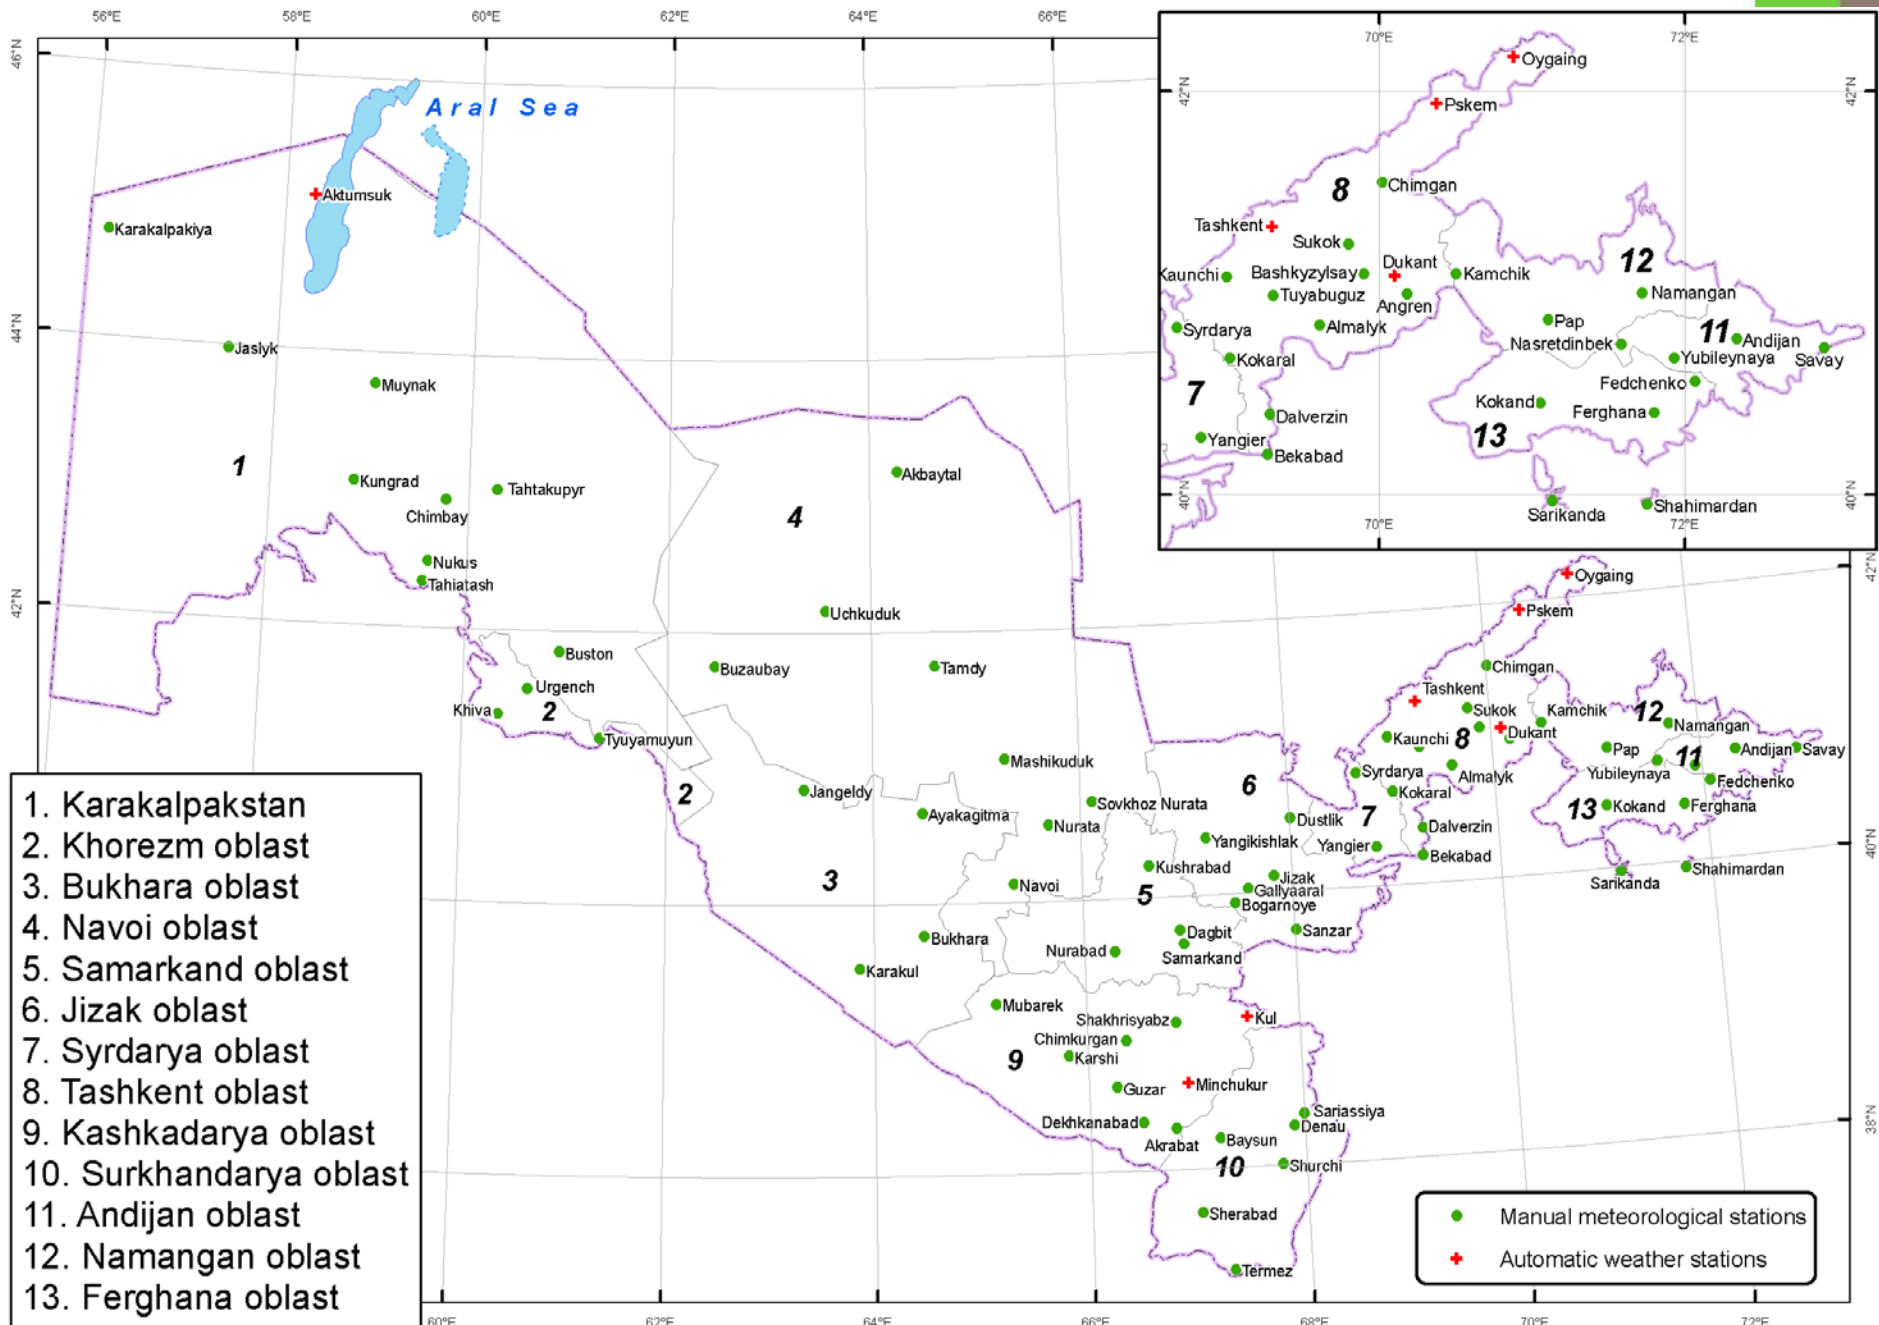 56°E 58°E 60°E 62°E 64°E 66°E
46°N
44°N
42°N
Aral Sea
Aktumsuk
Karakalpakiya
Jaslyk
Muynak
1
Kungrad
Tahtakupyr
Chimbay
Nukus
Tahiatash
4
Akbaytal
Uchkuduk
Buston
Buzaubay
Tamdy
Urgench
Khiva
2
Tyuyamuyun
Mashikuduk
2
Jangeldy
Ayakagitma
Sovkhoz Nurata
Nurata
6
Dustlik
Yangikishlak
Kushrabad
3
Navoi
5
Jizak
Gallyaaral
Bogarnoye
Bukhara
Dagbit
Sanzar
Nurabad
Samarkand
Karakul
Mubarek
Shakhrisyabz
Kul
Chimkurgan
9
Karshi
Guzar
Minchukur
Dekhkanabad
Sariassiya
Denau
Akrabat
Baysun
10
Shurchi
Sherabad
Termez
70°E 72°E
42°N
42°N
Oygaing
Pskem
8
Chimgan
Tashkent
Sukok
12
Dukant
Kaunchi
Bashkyzylsay
Kamchik
Tuyabuguz
Angren
Namangan
Syrdarya
Almalyk
Pap
11
Andijan
Nasretdinbek
Yubileynaya
Savay
Kokaral
7
Fedchenko
Kokand
Ferghana
Dalverzin
13
Yangier
Bekabad
40°N
40°N
Sarikanda
Shahimardan
70°E 72°E
42°N
Oygaing
Pskem
Chimgan
Tashkent
Sukok
Kamchik
12
Namangan
Kaunchi
8
Dukant
Pap
11
Andijan
Savay
Syrdarya
Almalyk
Yubileynaya
Fedchenko
Kokaral
7
13
Kokand
Ferghana
Dalverzin
Yangier
Bekabad
40°N
Sarikanda
Shahimardan
38°N
1. Karakalpakstan
2. Khorezm oblast
3. Bukhara oblast
4. Navoi oblast
5. Samarkand oblast
6. Jizak oblast
7. Syrdarya oblast
8. Tashkent oblast
9. Kashkadarya oblast
10. Surkhandarya oblast
11. Andijan oblast
12. Namangan oblast
13. Ferghana oblast
Manual meteorological stations
Automatic weather stations
60°E 62°E 64°E 66°E 68°E 70°E 72°E